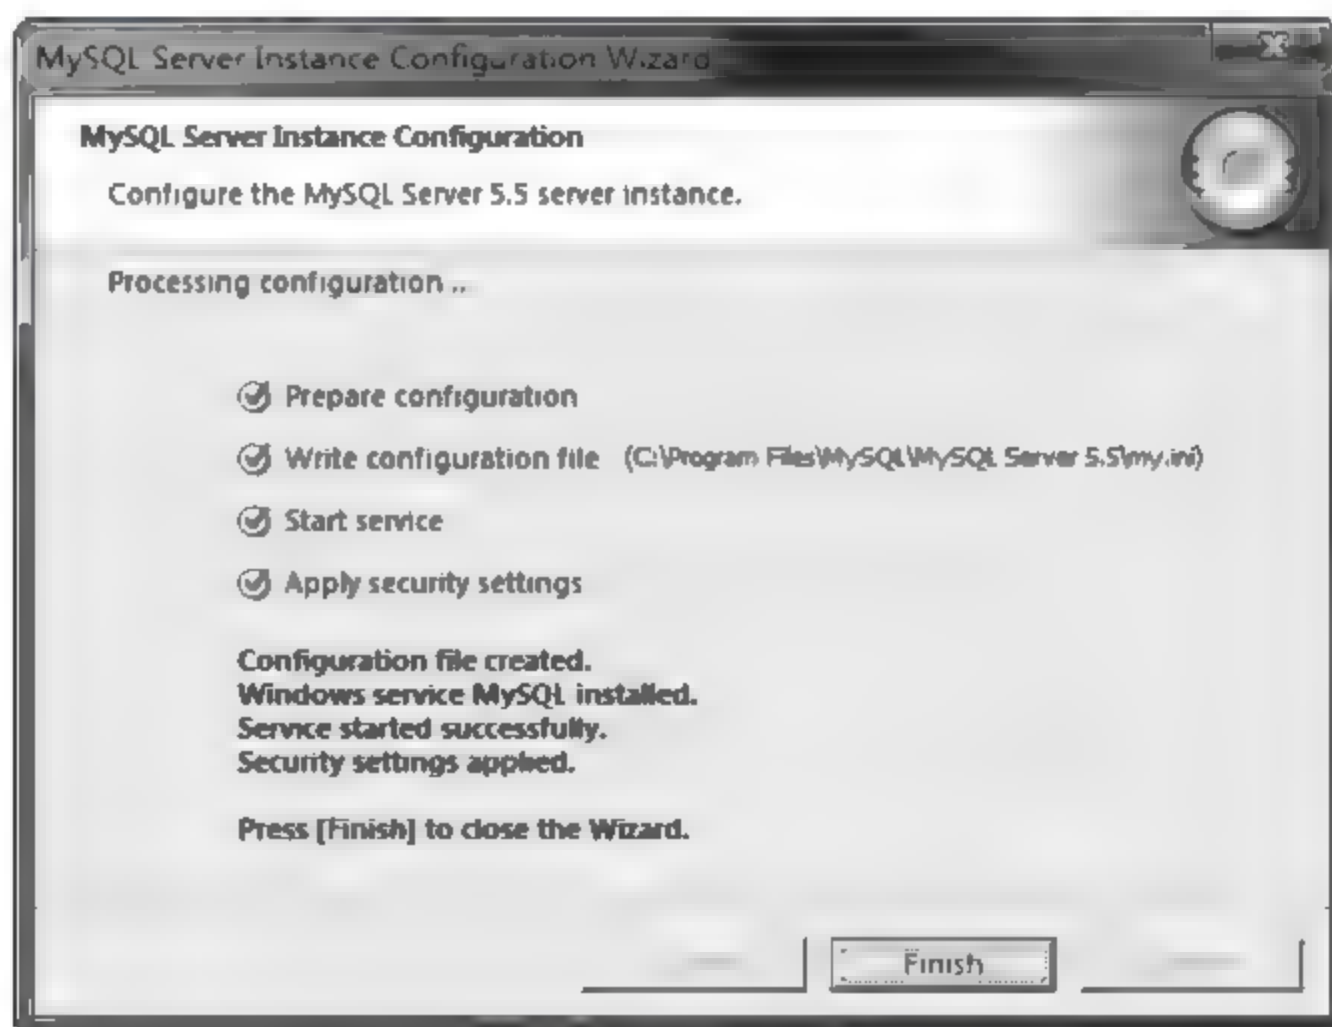 MySQL Server Instance Configuration Wizard
MySQL Server Instance Configuration
Configure the MySQL Server 5.5 server instance.
Processing configuration ..
Prepare configuration
Write configuration file (C:\Program Files\MySQL\MySQL Server 5.5\my.ini)
Start service
Apply security settings
Configuration file created.
Windows service MySQL installed.
Service started successfully.
Security settings applied.
Press [Finish] to close the Wizard.
Finish